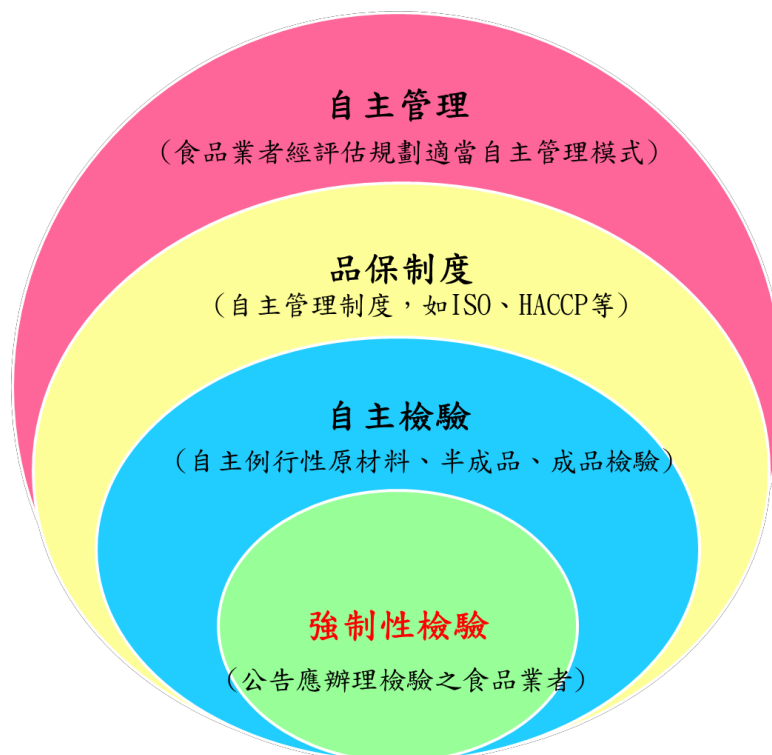 自主管理
(食品業者經評估規劃適當自主管理模式)
品保制度
(自主管理制度，如ISO、HACCP等)
自主檢驗
(自主例行性原材料、半成品、成品檢驗)
強制性檢驗
(公告應辦理檢驗之食品業者)